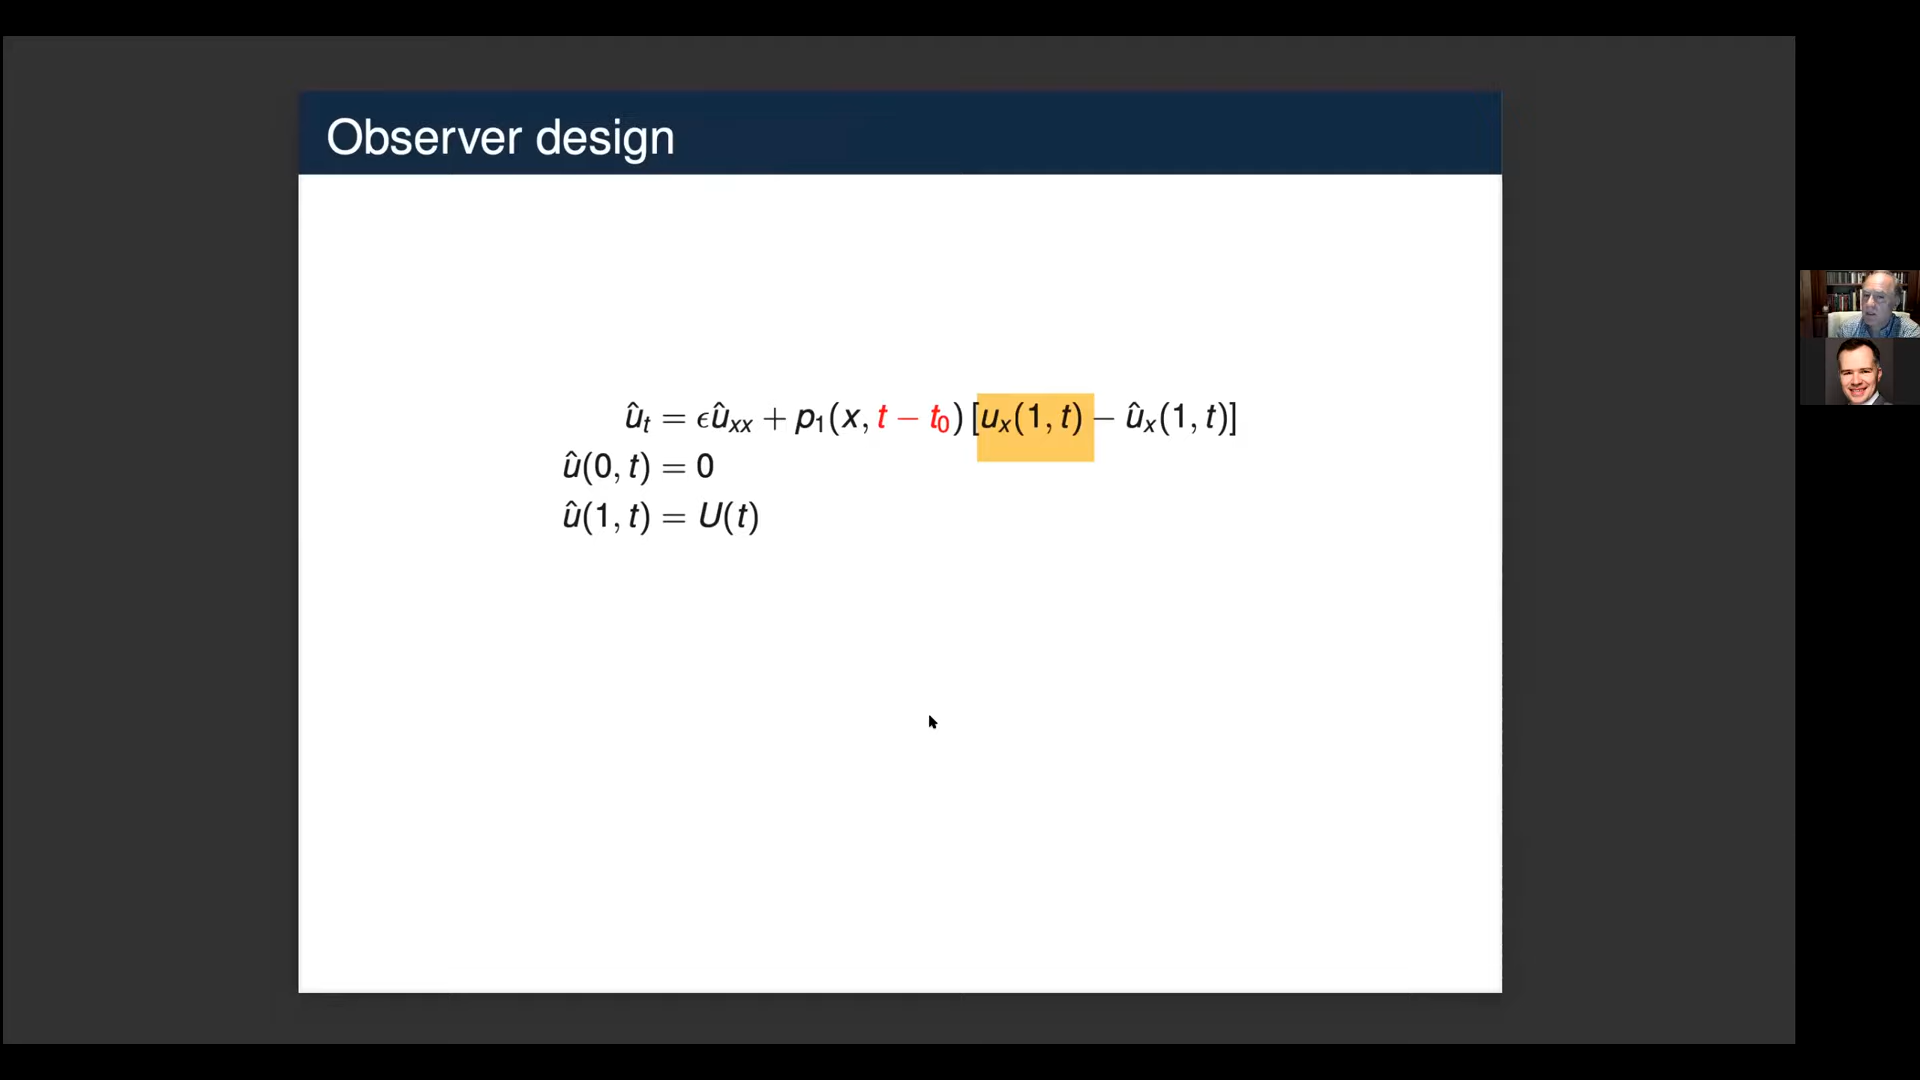 Observer design
û_t = ϵû_xx + p_1(x, t − t_0) [u_x(1, t) − û_x(1, t)]
û(0, t) = 0
û(1, t) = U(t)